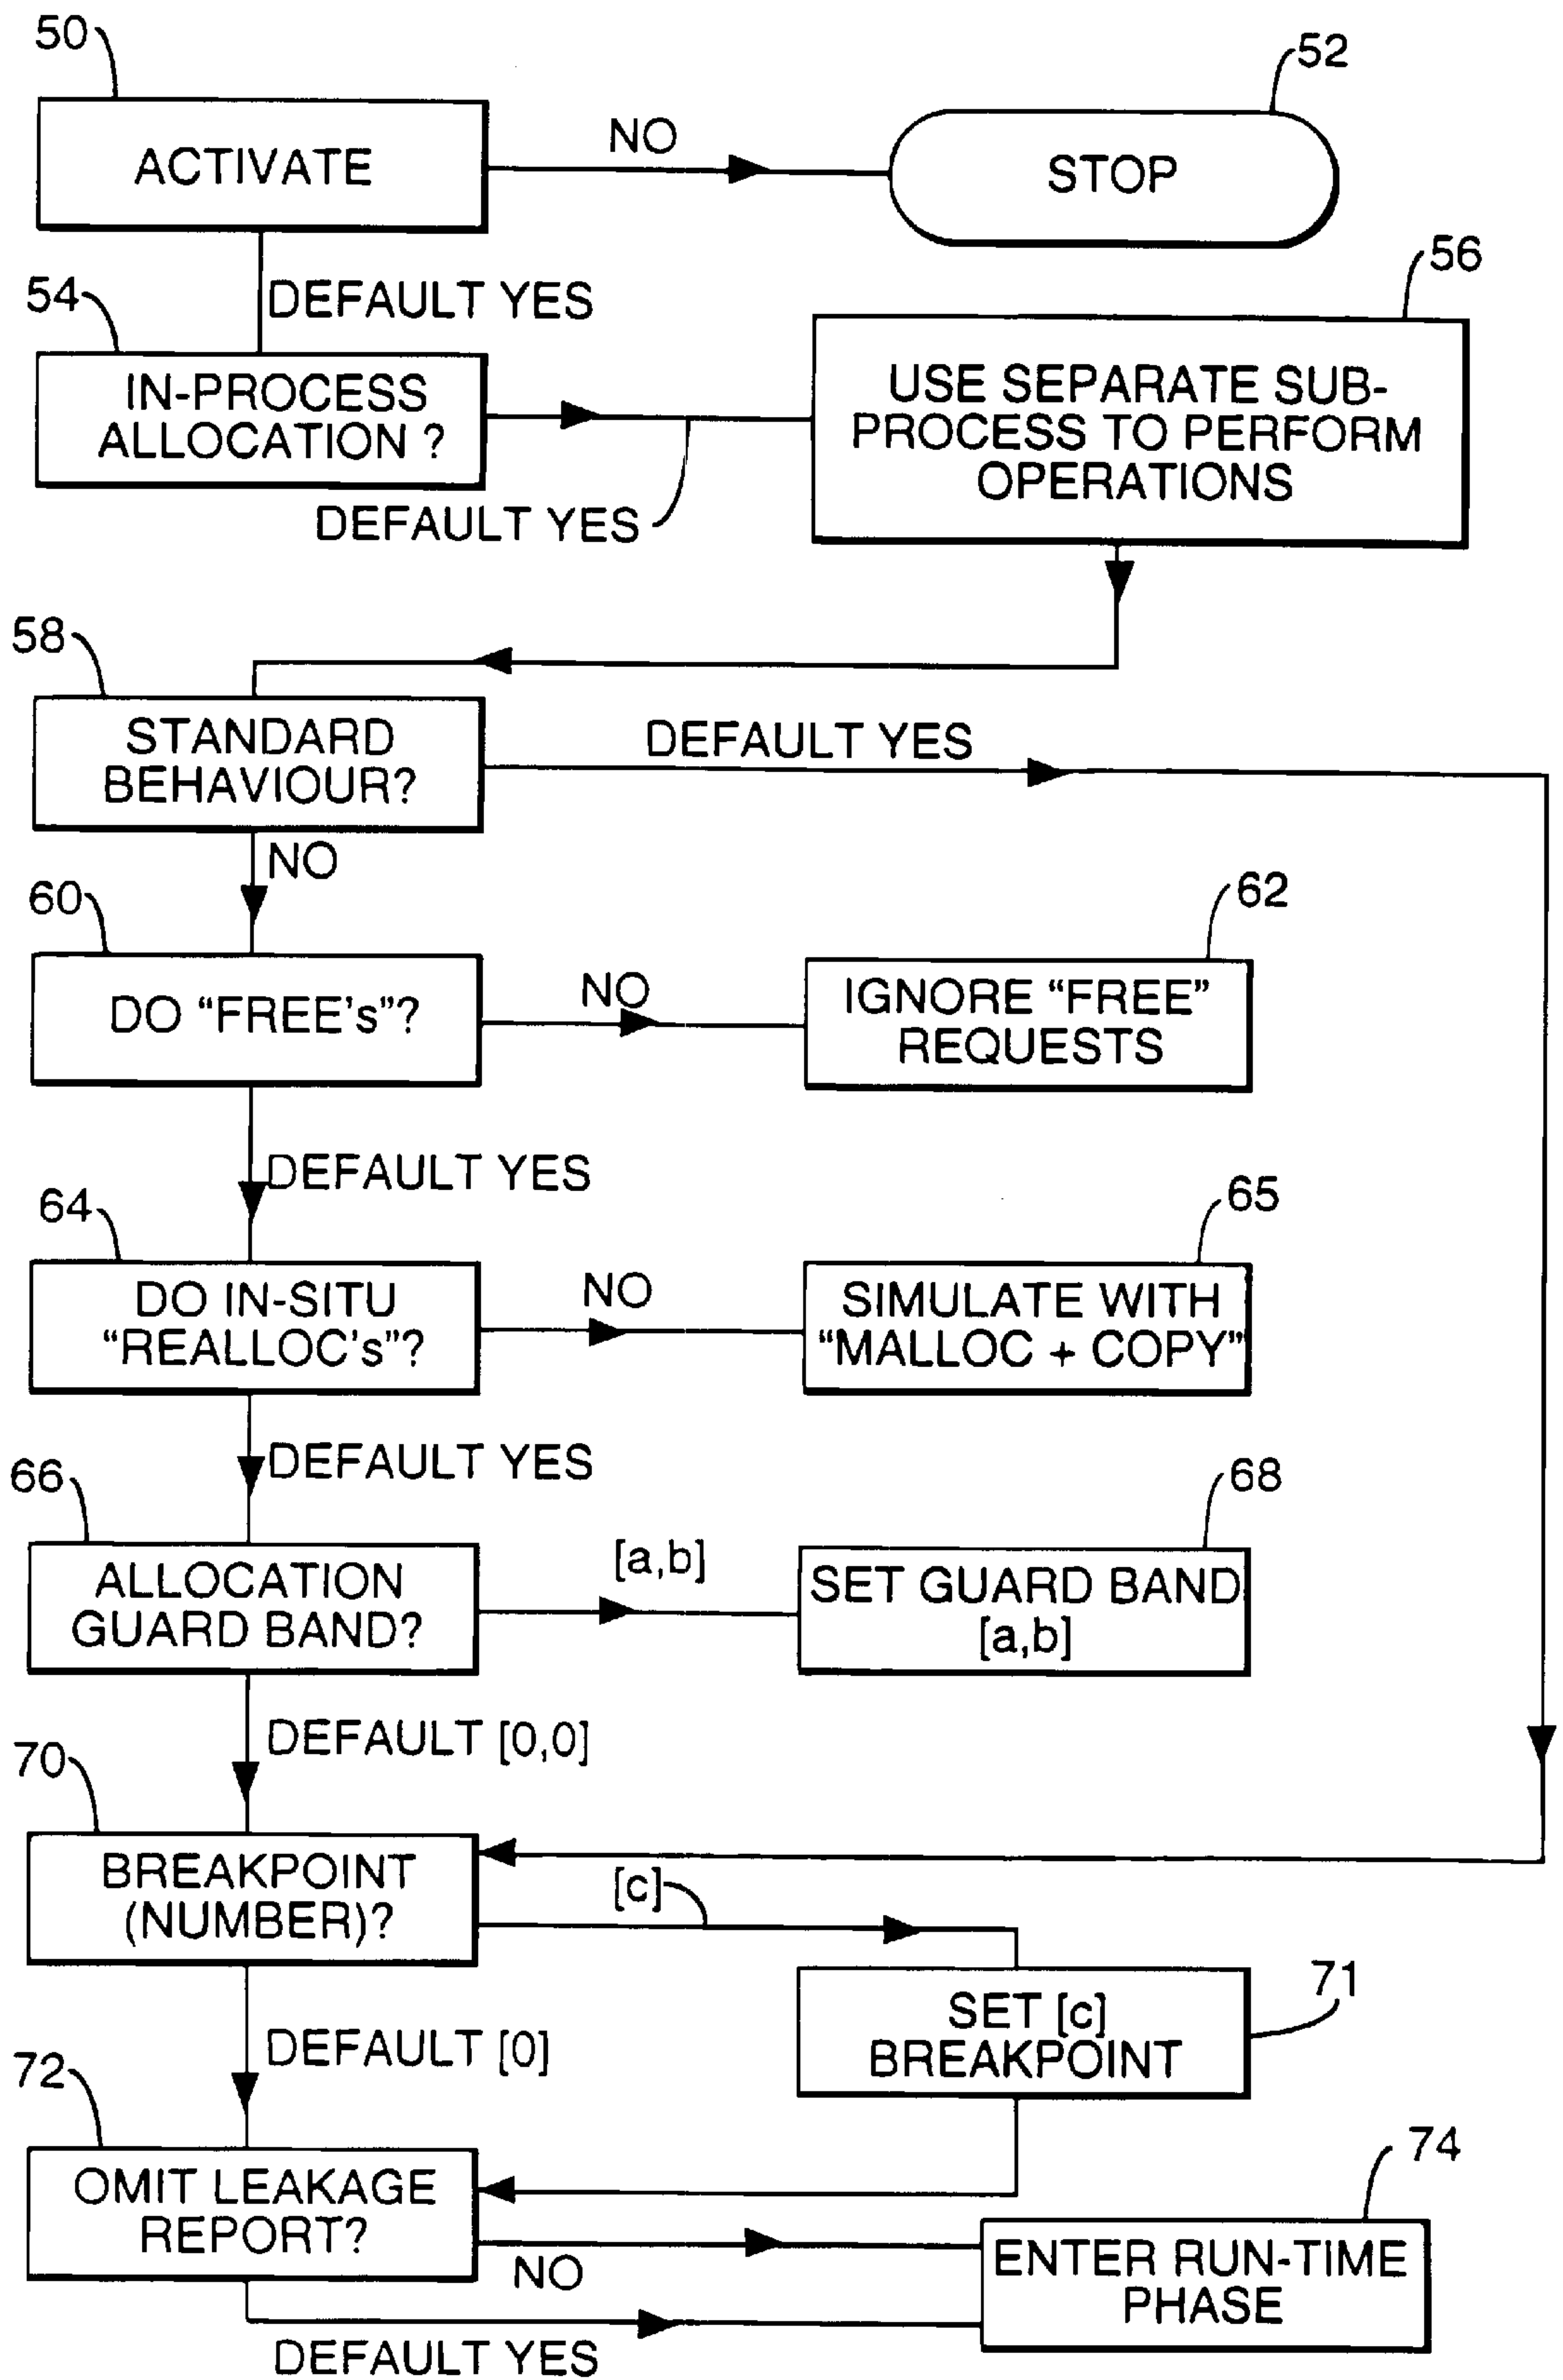 50
52
ACTIVATE
NO
STOP
DEFAULT YES
54
56
IN-PROCESS
ALLOCATION ?
DEFAULT YES
USE SEPARATE SUB-
PROCESS TO PERFORM
OPERATIONS
58
STANDARD
BEHAVIOUR?
DEFAULT YES
NO
60
62
DO “FREE's”?
NO
IGNORE “FREE”
REQUESTS
DEFAULT YES
64
65
DO IN-SITU
“REALLOC's”?
NO
SIMULATE WITH
“MALLOC + COPY”
DEFAULT YES
66
68
ALLOCATION
GUARD BAND?
[a,b]
SET GUARD BAND
[a,b]
DEFAULT [0,0]
70
BREAKPOINT
(NUMBER)?
[c]
71
SET [c]
BREAKPOINT
DEFAULT [0]
72
74
OMIT LEAKAGE
REPORT?
NO
ENTER RUN-TIME
PHASE
DEFAULT YES